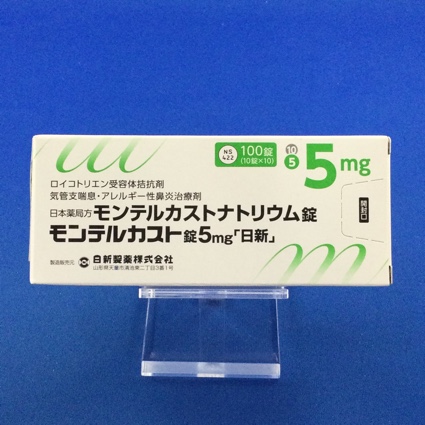 NS
422
100錠
(10錠×10)
10
5
5mg
ロイコトリエン受容体拮抗剤
気管支喘息・アレルギー性鼻炎治療剤
日本薬局方 モンテルカストナトリウム錠
モンテルカスト錠5mg「日新」
開封口
製造販売元 日新製薬株式会社
山形県天童市清池東二丁目3番1号